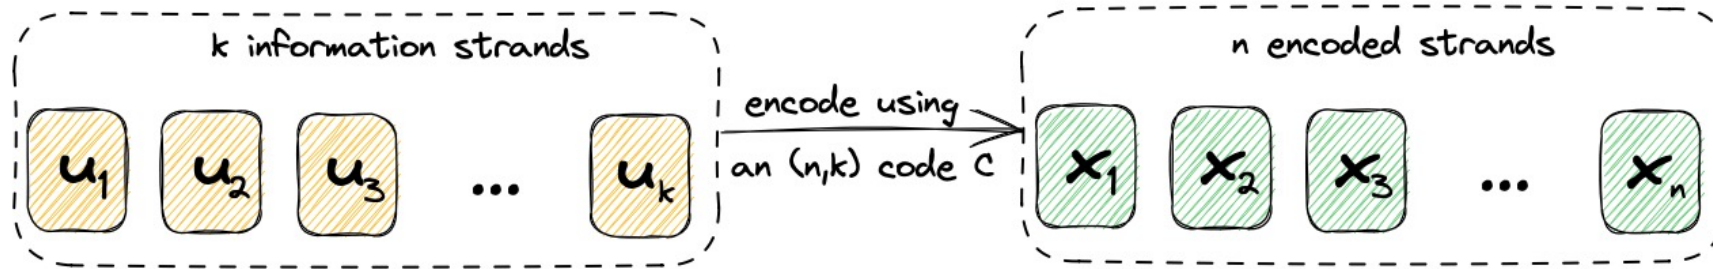 k information strands
u₁ u₂ u₃ ... uₖ
encode using
an (n,k) code C
n encoded strands
x₁ x₂ x₃ ... xₙ